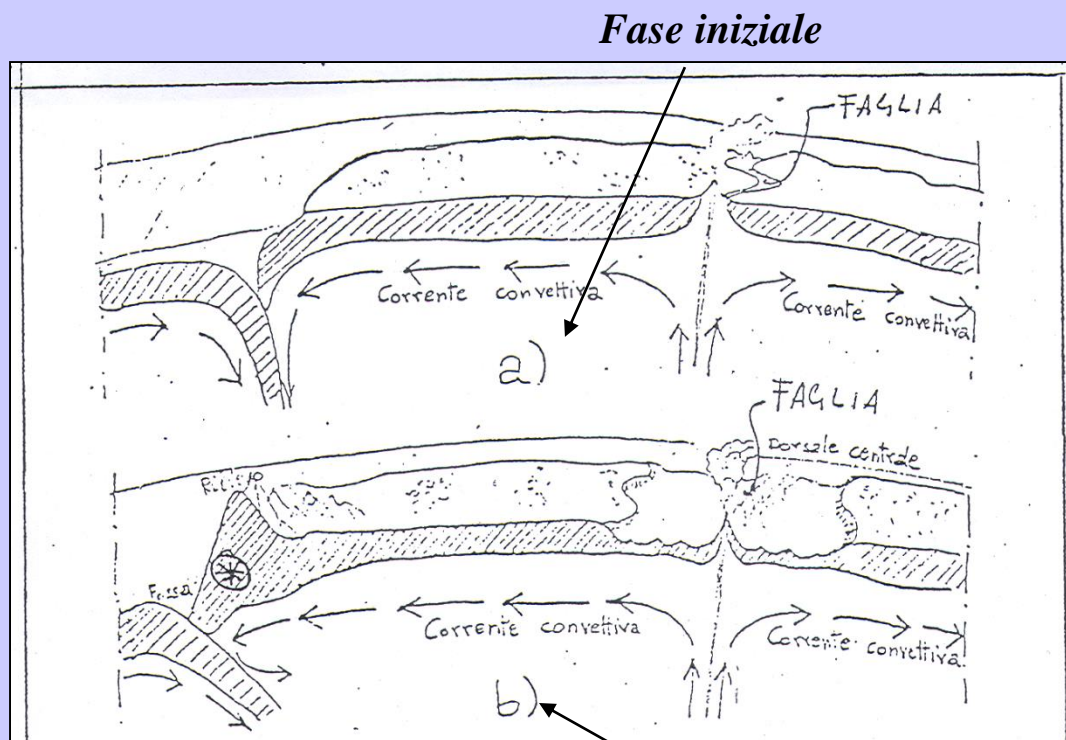 Fase iniziale
FAGLIA
Corrente convettiva
Corrente convettiva
a)
FAGLIA
Dorsale centrale
Fossa
Corrente convettiva
Corrente convettiva
b)